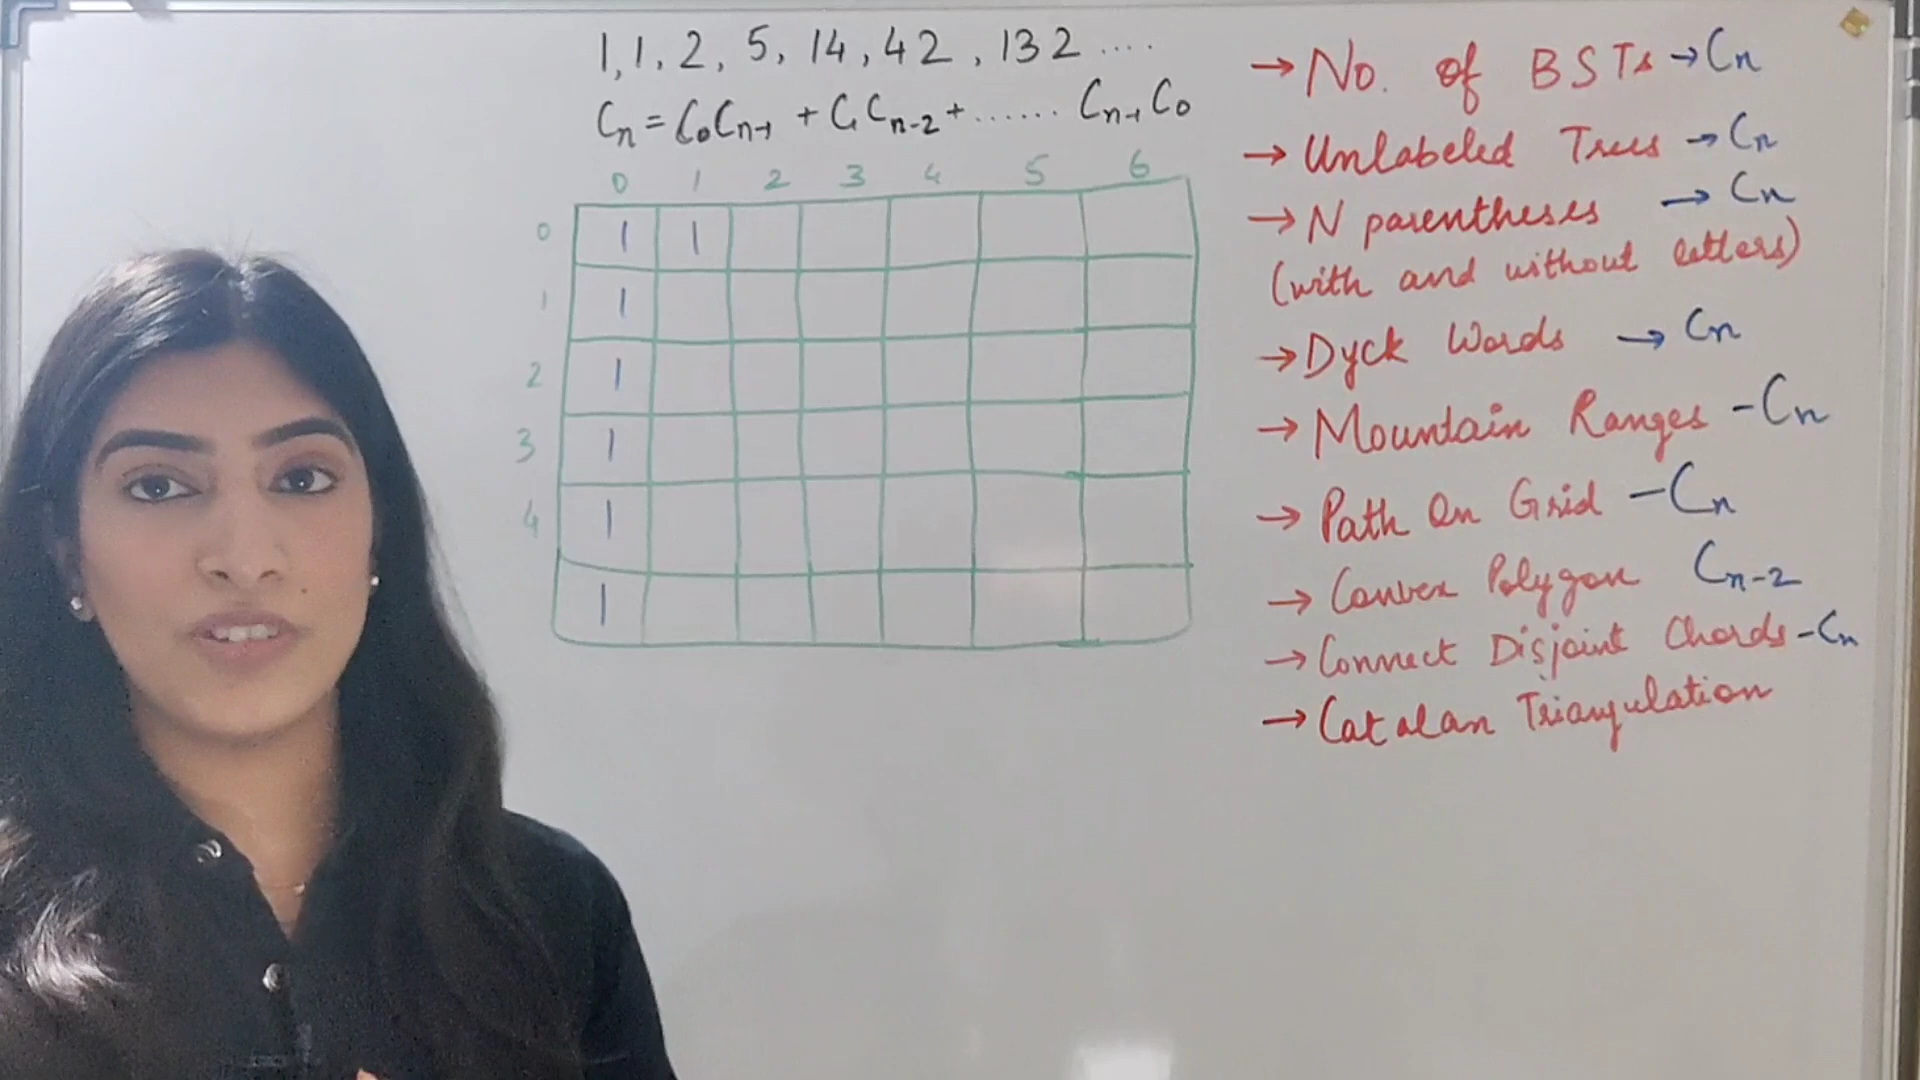 1, 1, 2, 5, 14, 42, 132 ....
Cn = C0Cn-1 + C1Cn-2 + ...... Cn-1C0
0 1 2 3 4 5 6
0 1 1
1 1
2 1
3 1
4 1
1
→ No. of BSTs → Cn
→ Unlabeled Trees → Cn
→ N parentheses → Cn
(with and without letters)
→ Dyck Words → Cn
→ Mountain Ranges - Cn
→ Path On Grid - Cn
→ Convex Polygon Cn-2
→ Connect Disjoint Chords - Cn
→ Catalan Triangulation